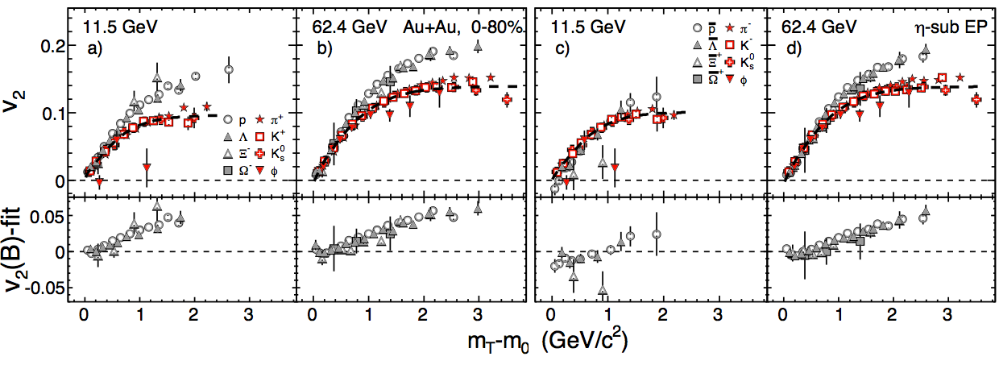 11.5 GeV
a)
62.4 GeV Au+Au, 0-80%
b)
11.5 GeV
c)
62.4 GeV η-sub EP
d)
v₂
0.2
0.1
0
p π⁺
Λ K⁺
Ξ⁻ K⁰ₛ
Ω⁻ φ
p̅ π⁻
Λ̅ K⁻
Ξ̅⁺ K⁰ₛ
Ω̅⁺ φ
v₂(B)-fit
0.05
0
-0.05
0 1 2 3 0 1 2 3 0 1 2 3 0 1 2 3
m_T-m₀ (GeV/c²)